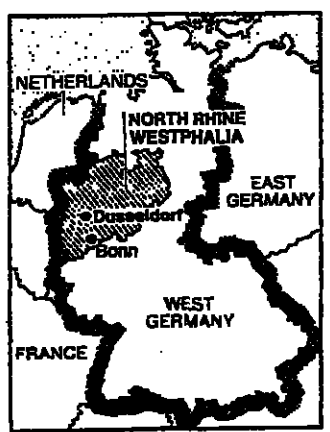 NETHERLANDS
NORTH RHINE
WESTPHALIA
EAST
GERMANY
Dusseldorf
Bonn
WEST
GERMANY
FRANCE